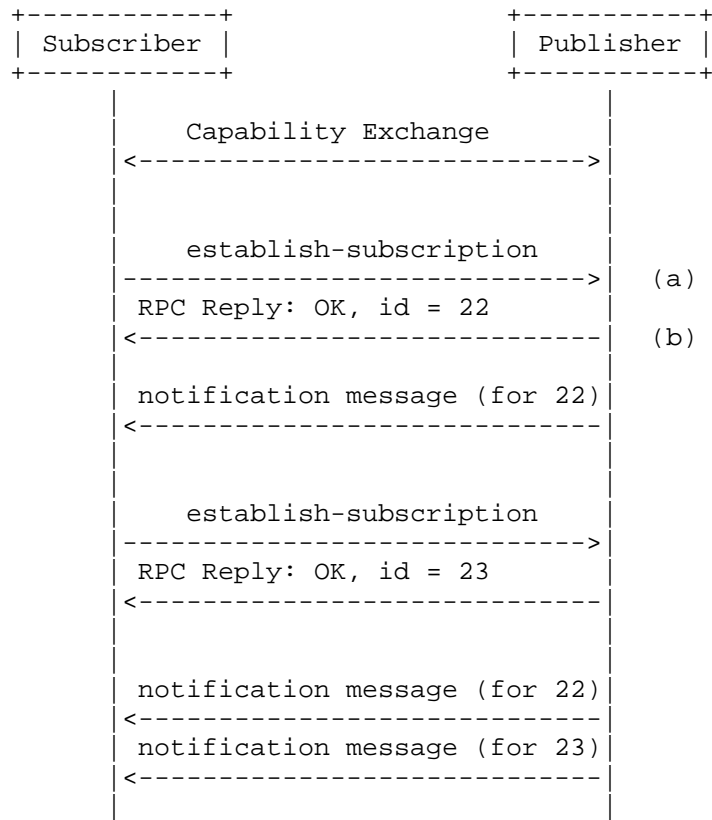 Subscriber Publisher
Capability Exchange
establish-subscription
(a)
RPC Reply: OK, id = 22
(b)
notification message (for 22)
establish-subscription
RPC Reply: OK, id = 23
notification message (for 22)
notification message (for 23)